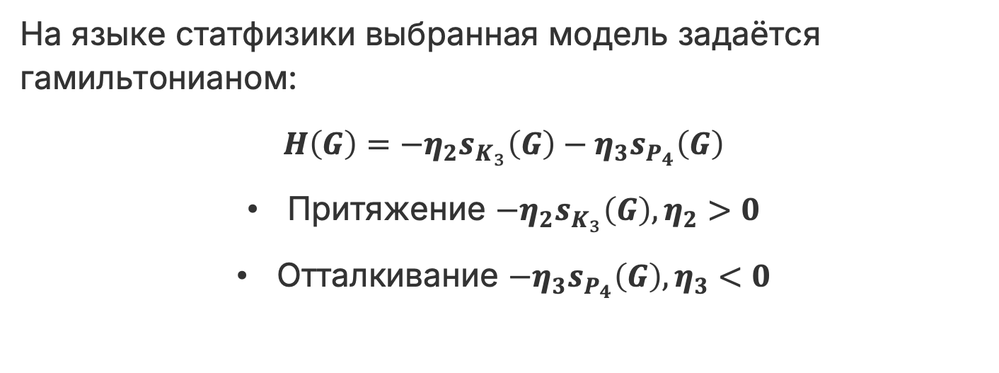 На языке статфизики выбранная модель задаётся
гамильтонианом:
H(G) = −η₂s_{K₃}(G) − η₃s_{P₄}(G)
• Притяжение −η₂s_{K₃}(G), η₂ > 0
• Отталкивание −η₃s_{P₄}(G), η₃ < 0